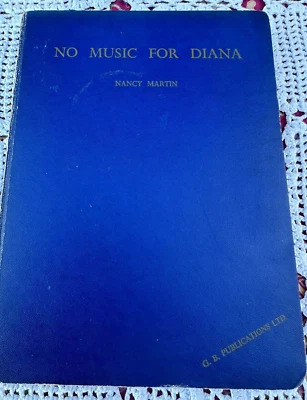 NO MUSIC FOR DIANA
NANCY MARTIN
G. B. PUBLICATIONS LTD.